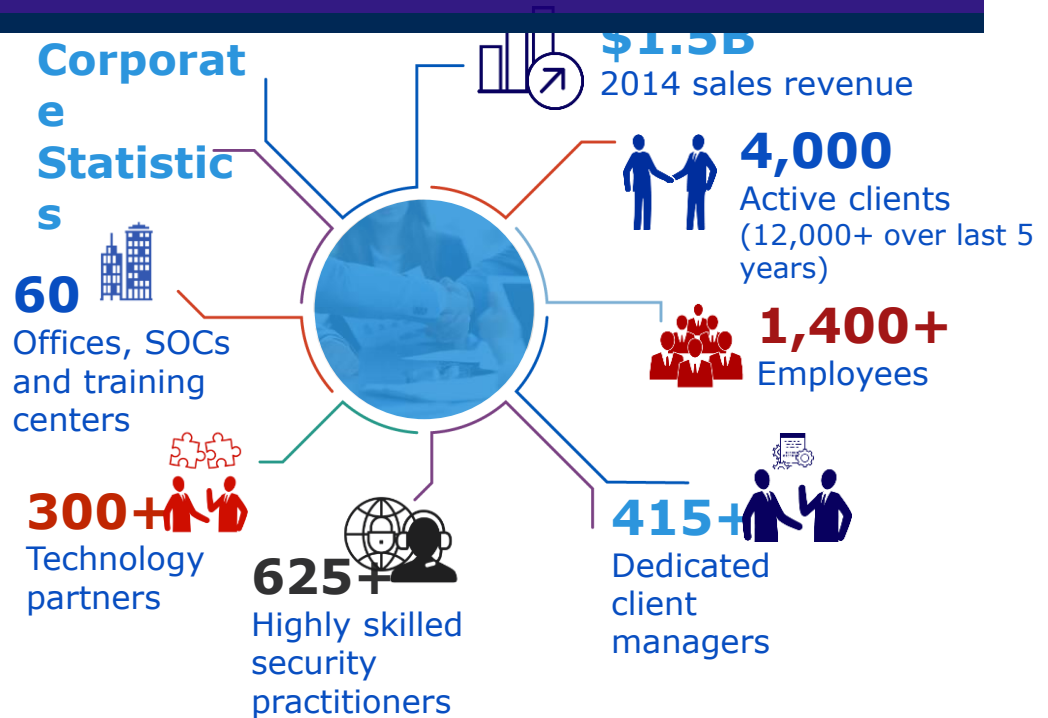 Corporat
e
Statistic
s
$1.5B
2014 sales revenue
4,000
Active clients
(12,000+ over last 5
years)
1,400+
Employees
415+
Dedicated
client
managers
625+
Highly skilled
security
practitioners
300+
Technology
partners
60
Offices, SOCs
and training
centers